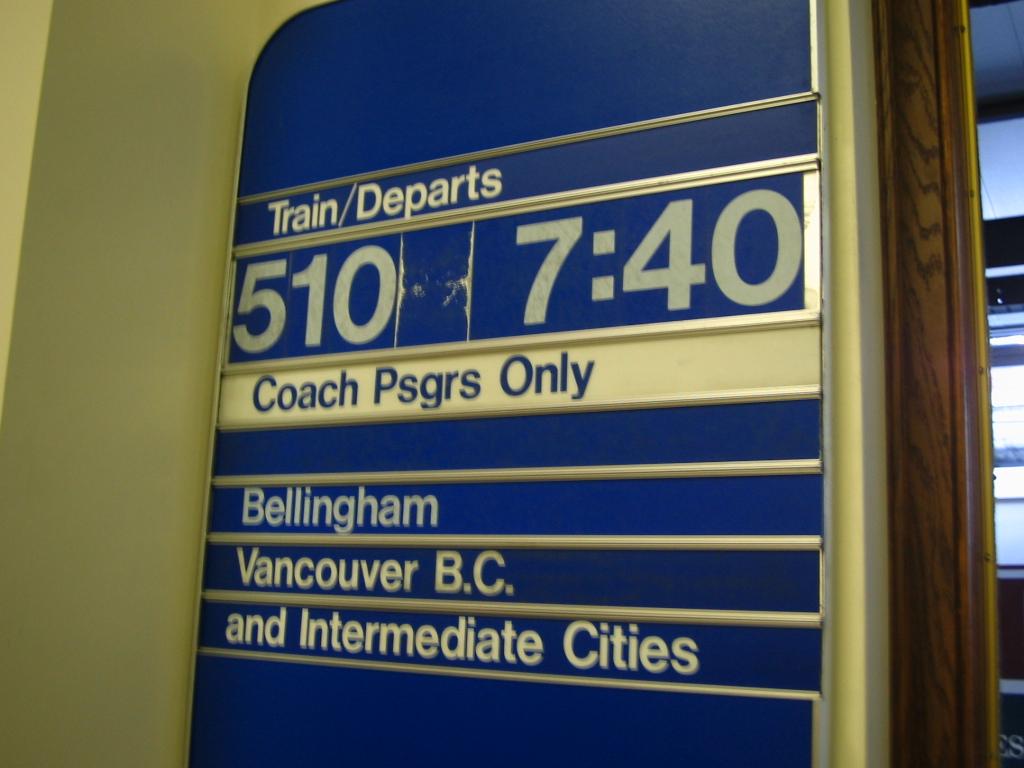 Train/Departs
510 7:40
Coach Psgrs Only
Bellingham
Vancouver B.C.
and Intermediate Cities